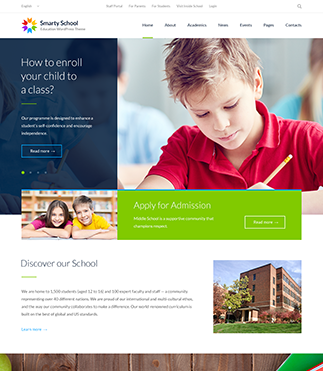 English
Staff Portal For Parents For Students Tabs Inside School Login
Smarty School
Education WordPress Theme
Home About Academics News Events Pages Contacts
How to enroll
your child to
a class?
Our programme is designed to enhance a
student's self-confidence and encourage
independence.
Read more →
Apply for Admission
Middle School is a supportive community that
champions respect.
Read more →
Discover our School
We are home to 1,500 students (aged 12 to 16) and 100 expert faculty and staff — a community
representing over 40 different nations. We are proud of our international and multi-cultural ethos,
and the way our community collaborates to make a difference. Our world-renowned curriculum is
built on the best of global and US standards.
Learn more →